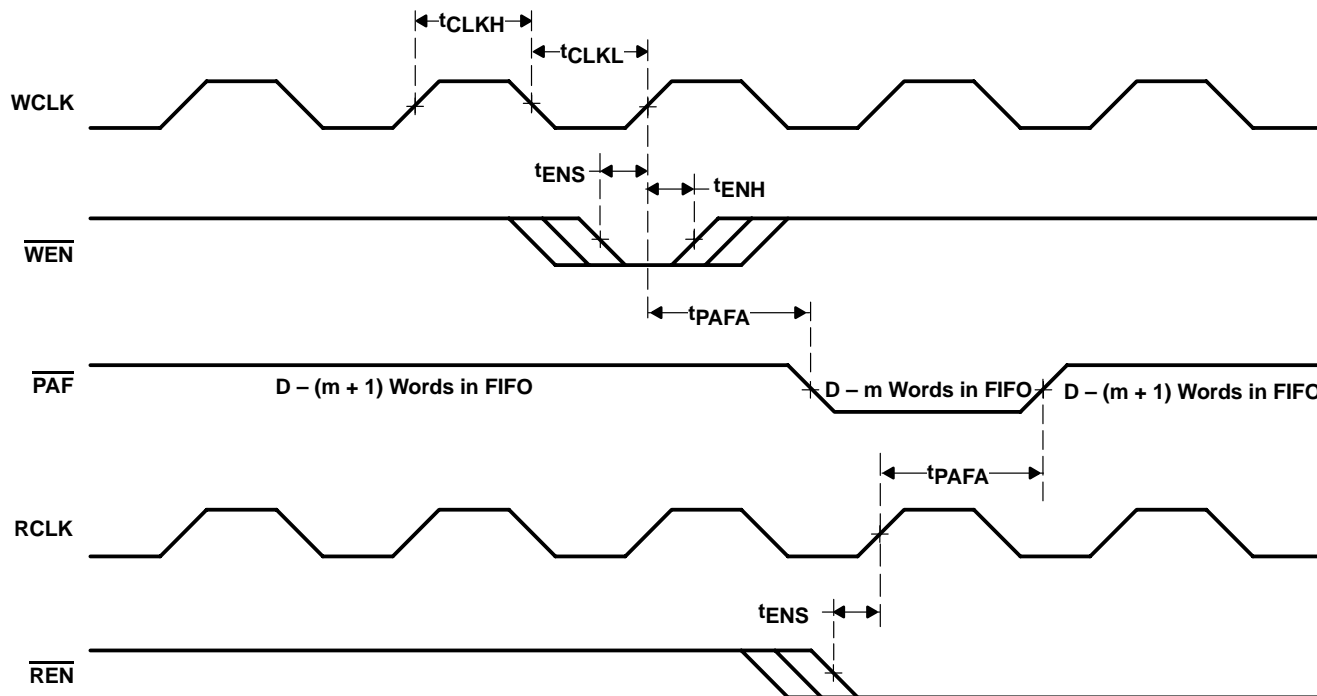 tCLKH
tCLKL
WCLK
tENS
tENH
WEN
tPAFA
PAF
D – (m + 1) Words in FIFO
D – m Words in FIFO
D – (m + 1) Words in FIFO
tPAFA
RCLK
tENS
REN